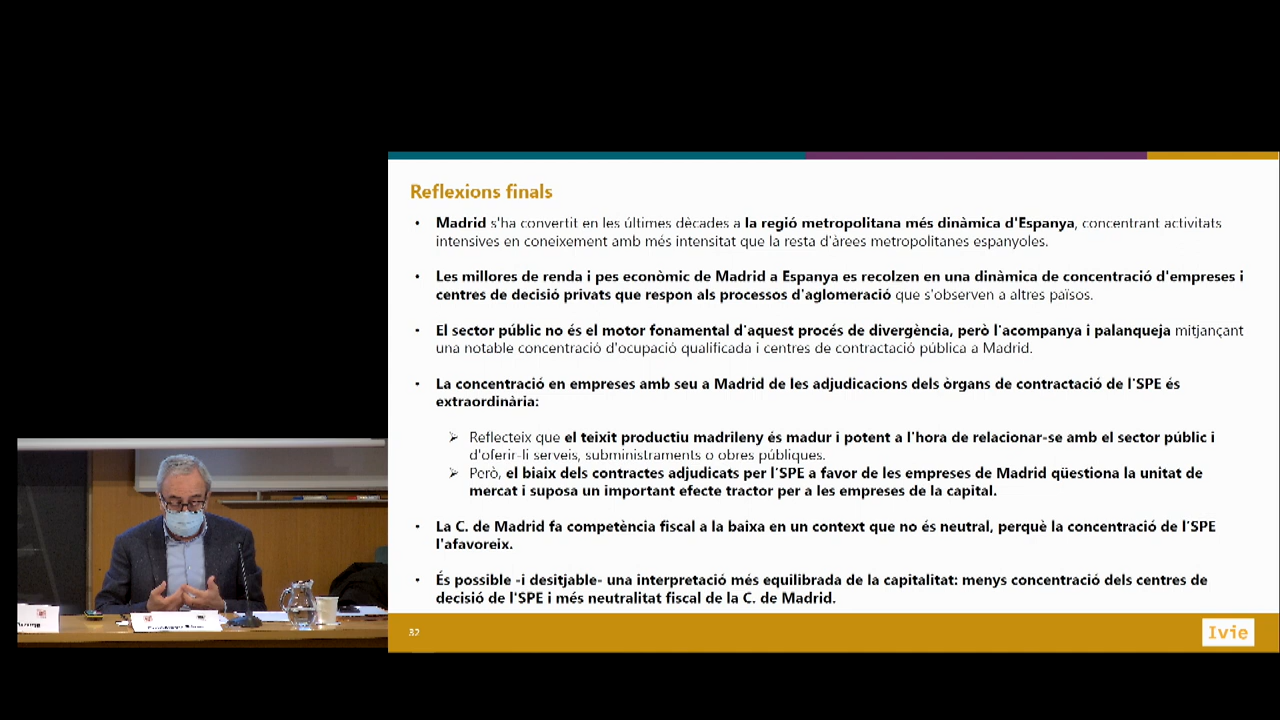 Reflexions finals
• Madrid s'ha convertit en les últimes dècades a la regió metropolitana més dinàmica d'Espanya, concentrant activitats
intensives en coneixement amb més intensitat que la resta d'àrees metropolitanes espanyoles.
• Les millores de renda i pes econòmic de Madrid a Espanya es recolzen en una dinàmica de concentració d'empreses i
centres de decisió privats que respon als processos d'aglomeració que s'observen a altres països.
• El sector públic no és el motor fonamental d'aquest procés de divergència, però l'acompanya i palanqueja mitjançant
una notable concentració d'ocupació qualificada i centres de contractació pública a Madrid.
• La concentració en empreses amb seu a Madrid de les adjudicacions dels òrgans de contractació de l'SPE és
extraordinària:
➢ Reflecteix que el teixit productiu madrileny és madur i potent a l'hora de relacionar-se amb el sector públic i
d'oferir-li serveis, subministraments o obres públiques.
➢ Però, el biaix dels contractes adjudicats per l'SPE a favor de les empreses de Madrid qüestiona la unitat de
mercat i suposa un important efecte tractor per a les empreses de la capital.
• La C. de Madrid fa competència fiscal a la baixa en un context que no és neutral, perquè la concentració de l'SPE
l'afavoreix.
• És possible -i desitjable- una interpretació més equilibrada de la capitalitat: menys concentració dels centres de
decisió de l'SPE i més neutralitat fiscal de la C. de Madrid.
32
Ivie